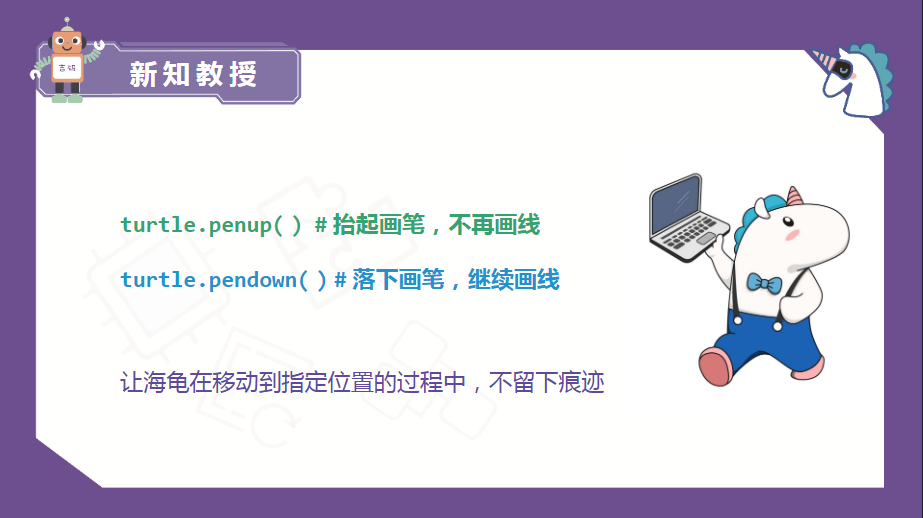 新知教授
turtle.penup( ) # 抬起画笔，不再画线
turtle.pendown( )# 落下画笔，继续画线
让海龟在移动到指定位置的过程中，不留下痕迹